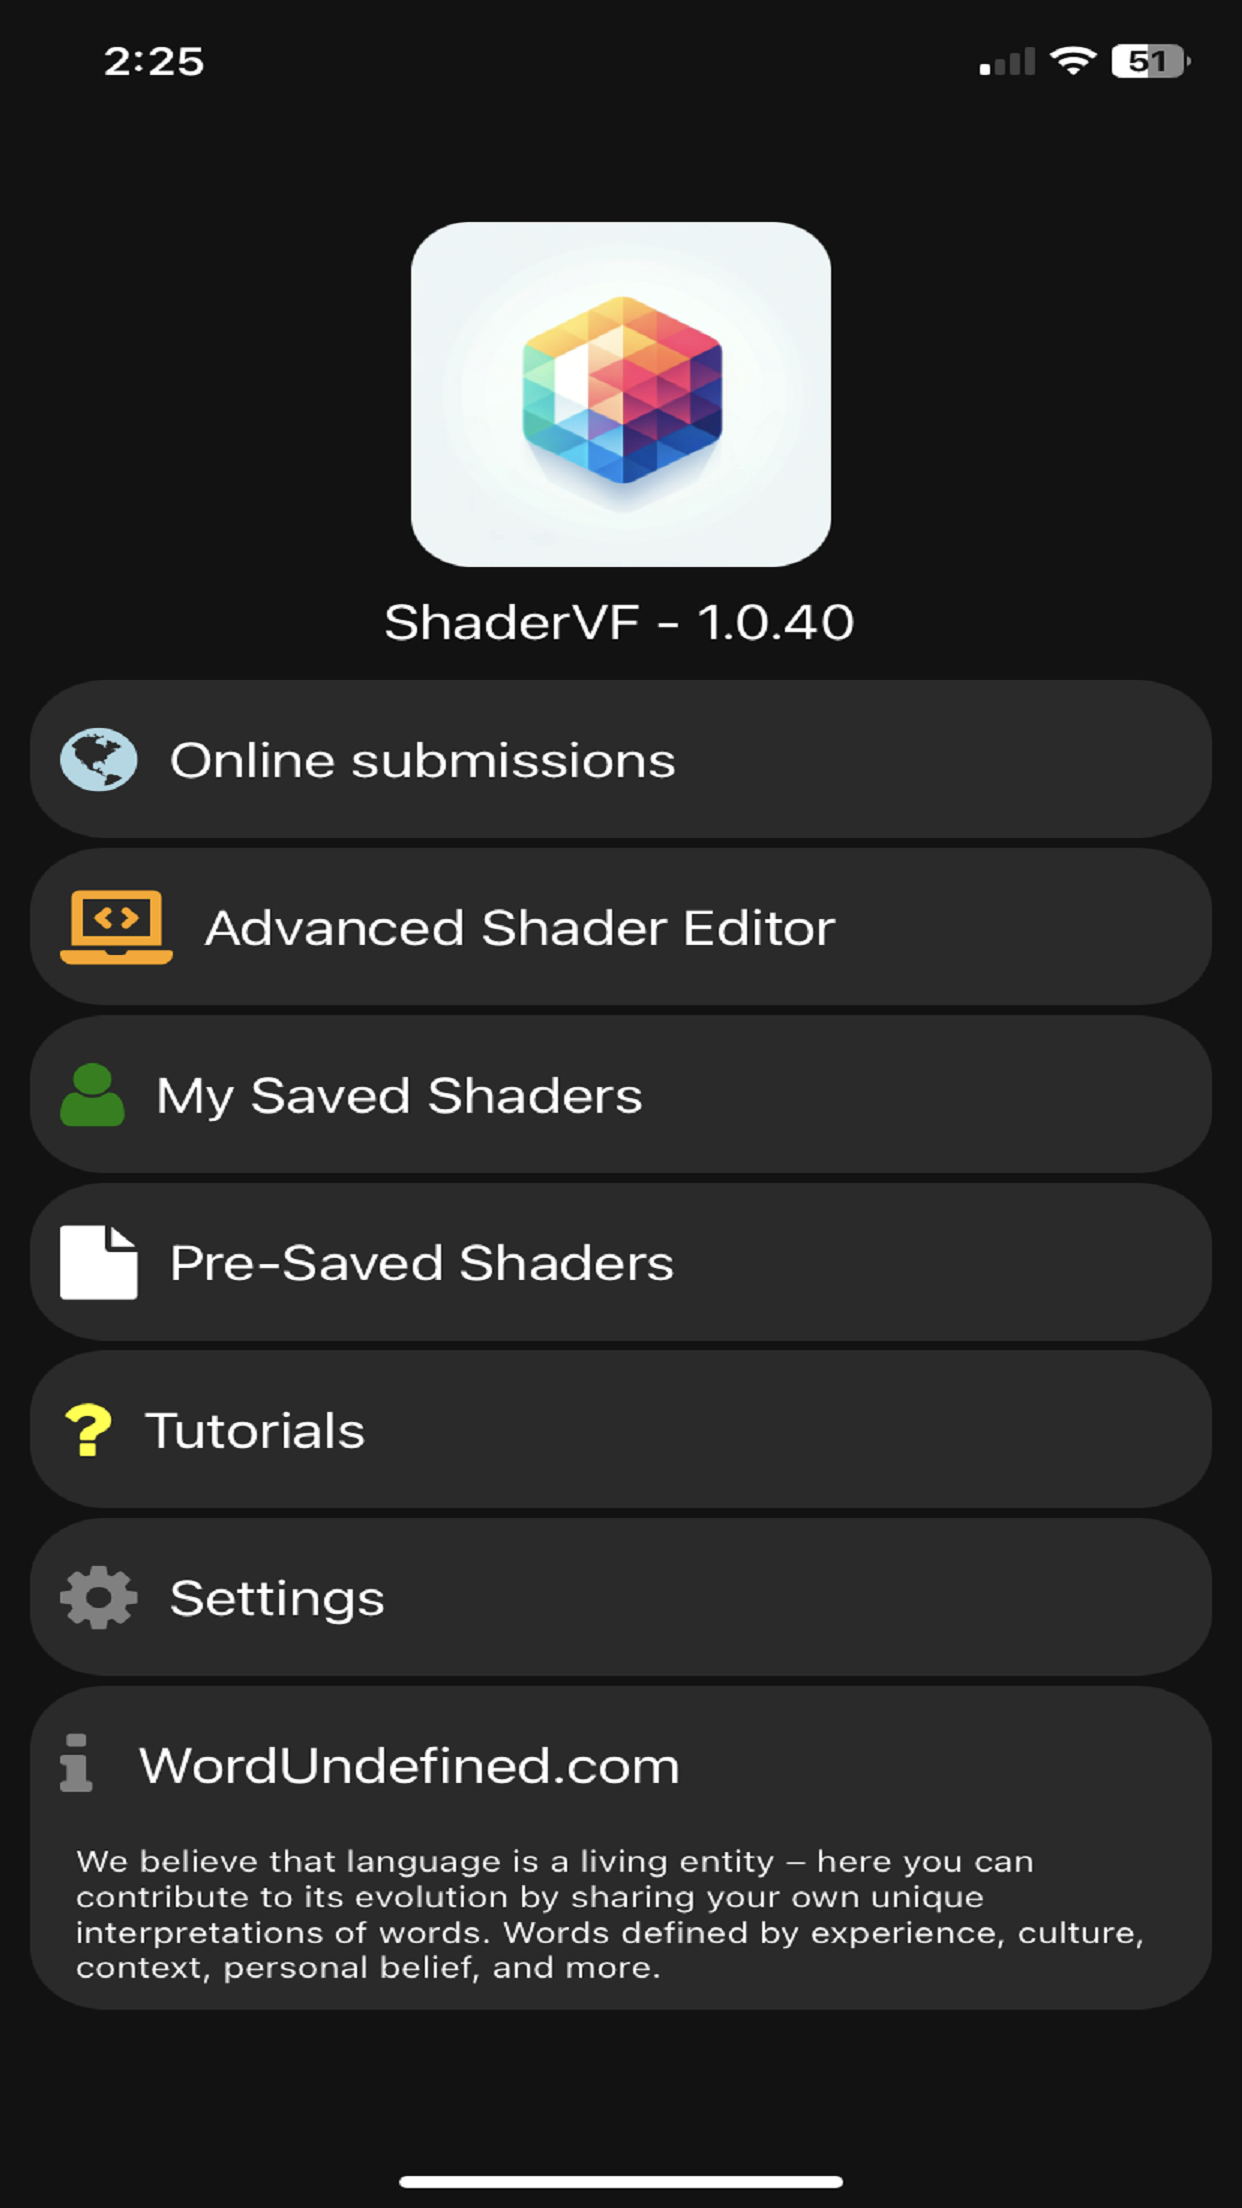 2:25
51
ShaderVF - 1.0.40
Online submissions
Advanced Shader Editor
My Saved Shaders
Pre-Saved Shaders
? Tutorials
Settings
i WordUndefined.com
We believe that language is a living entity – here you can
contribute to its evolution by sharing your own unique
interpretations of words. Words defined by experience, culture,
context, personal belief, and more.